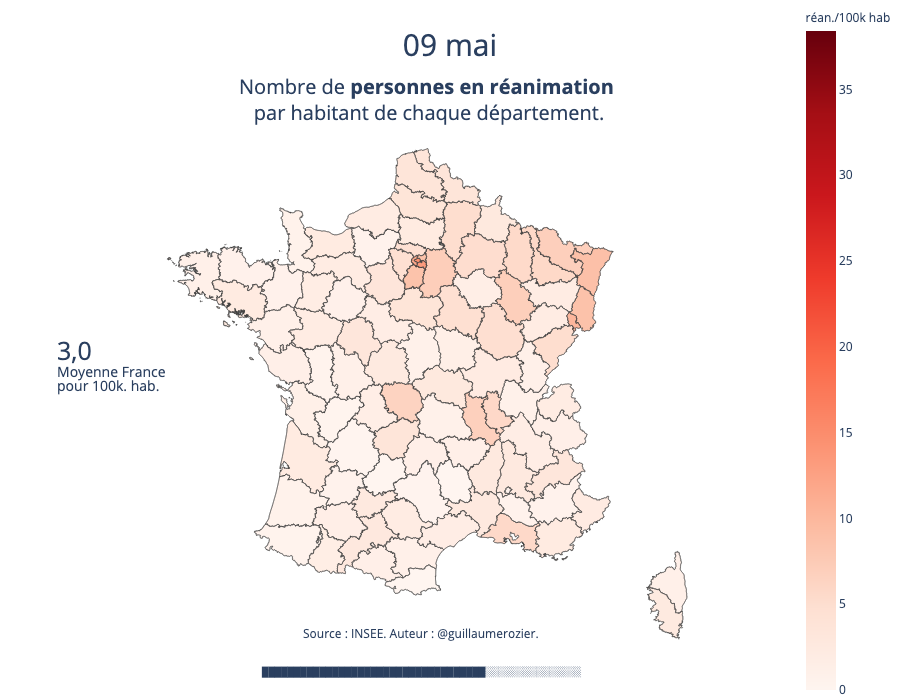 réan./100k hab
09 mai
Nombre de personnes en réanimation
par habitant de chaque département.
35
30
25
20
15
10
5
0
3,0
Moyenne France
pour 100k. hab.
Source : INSEE. Auteur : @guillaumerozier.